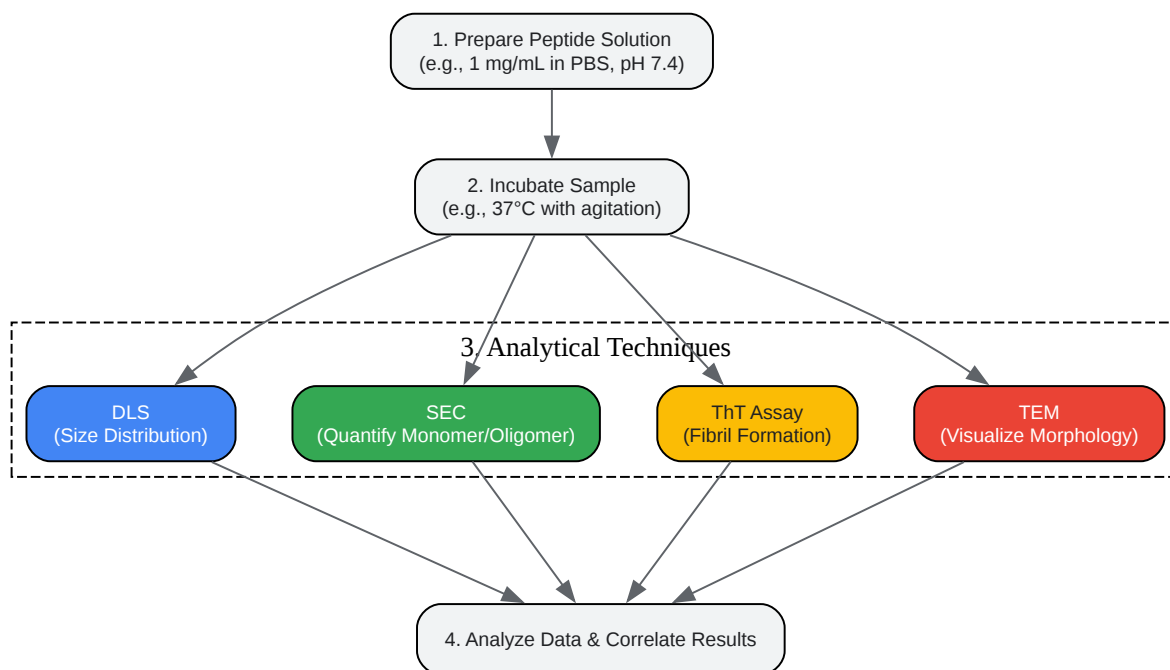 1. Prepare Peptide Solution
(e.g., 1 mg/mL in PBS, pH 7.4)
2. Incubate Sample
(e.g., 37°C with agitation)
3. Analytical Techniques
DLS
(Size Distribution)
SEC
(Quantify Monomer/Oligomer)
ThT Assay
(Fibril Formation)
TEM
(Visualize Morphology)
4. Analyze Data & Correlate Results